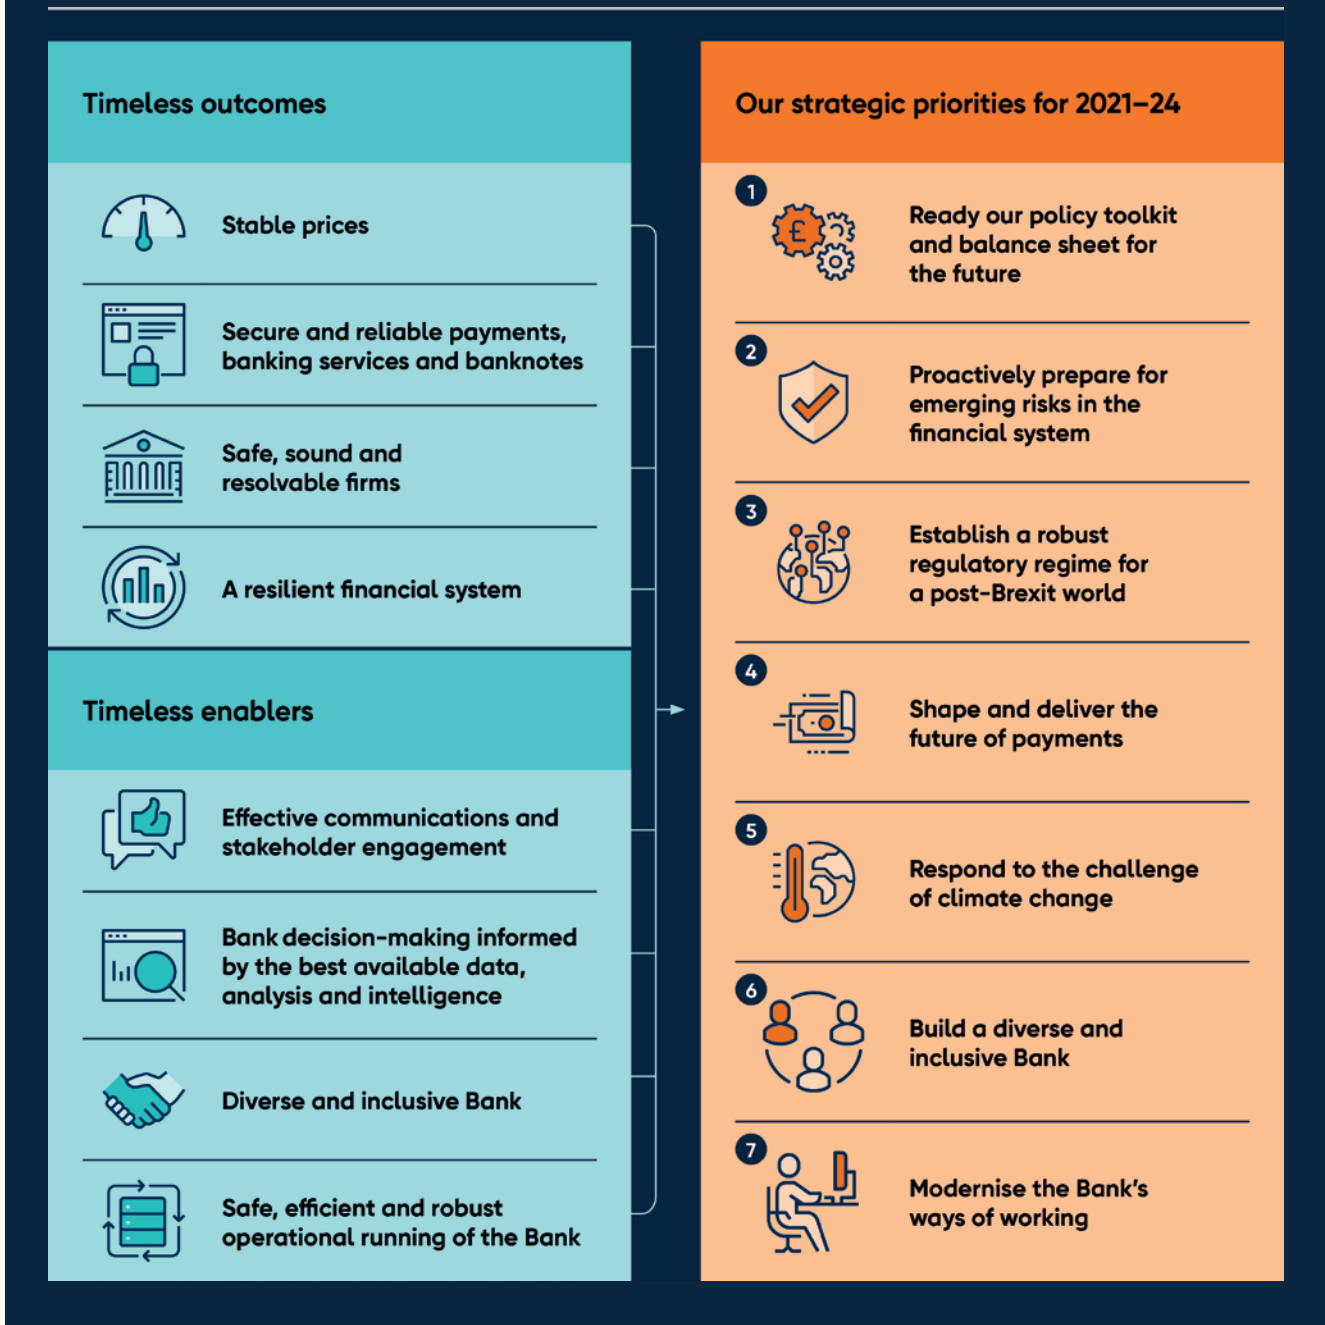 Timeless outcomes
Stable prices
Secure and reliable payments,
banking services and banknotes
Safe, sound and
resolvable firms
A resilient financial system
Timeless enablers
Effective communications and
stakeholder engagement
Bank decision-making informed
by the best available data,
analysis and intelligence
Diverse and inclusive Bank
Safe, efficient and robust
operational running of the Bank
Our strategic priorities for 2021–24
1
£
Ready our policy toolkit
and balance sheet for
the future
2
Proactively prepare for
emerging risks in the
financial system
3
Establish a robust
regulatory regime for
a post-Brexit world
4
Shape and deliver the
future of payments
5
Respond to the challenge
of climate change
6
Build a diverse and
inclusive Bank
7
Modernise the Bank's
ways of working